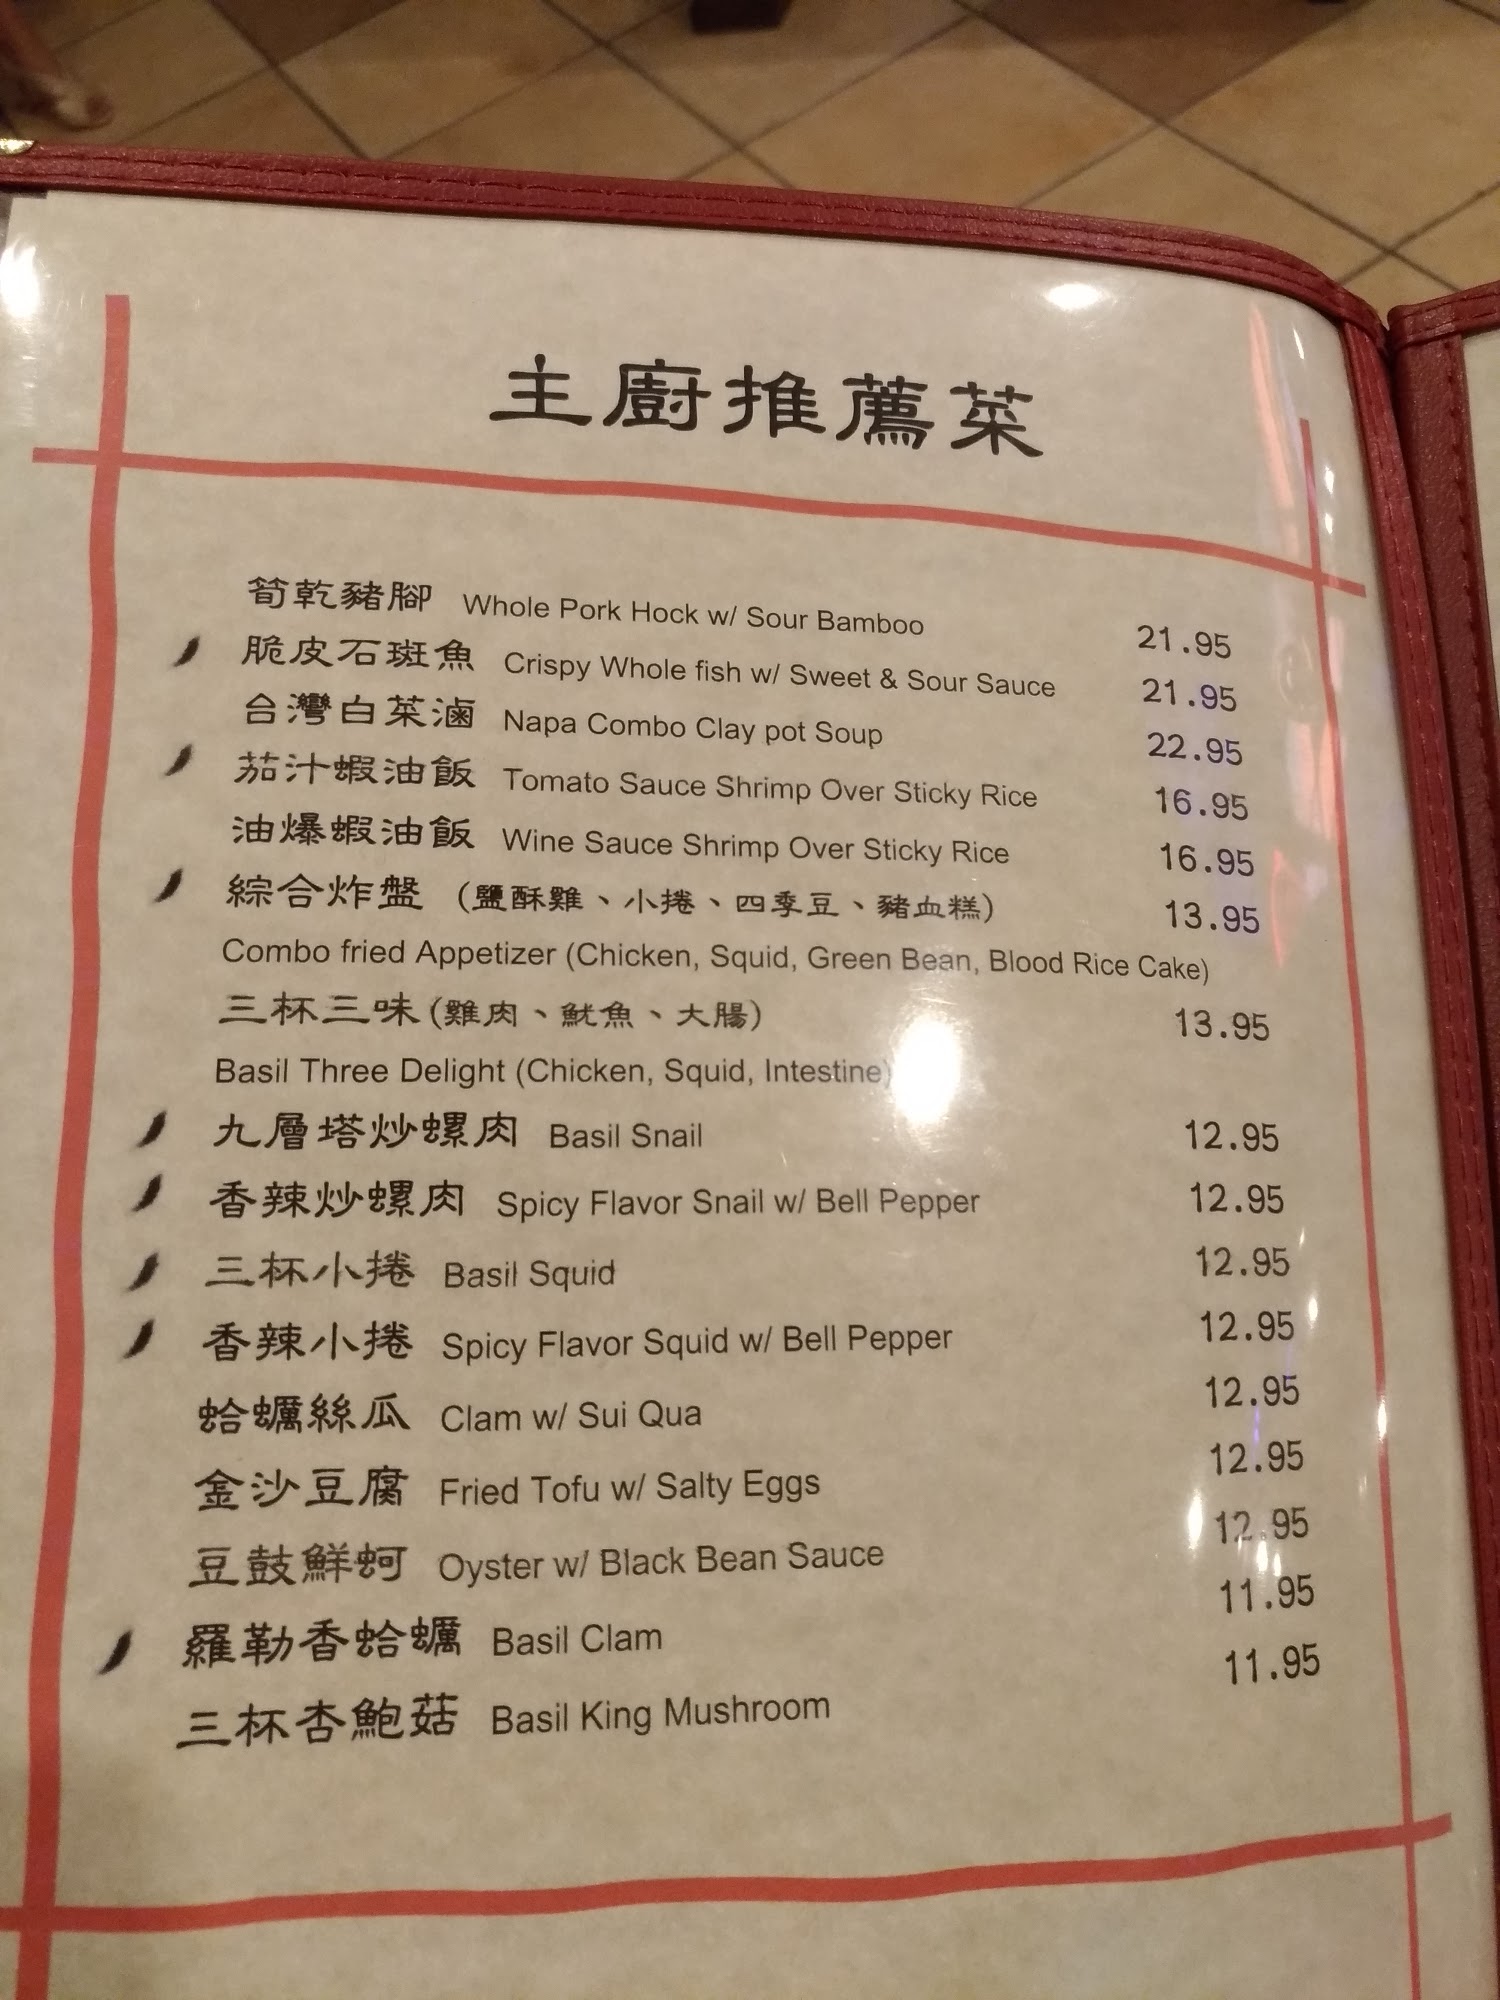 主廚推薦菜
筍乾豬腳 Whole Pork Hock w/ Sour Bamboo 21.95
脆皮石斑魚 Crispy Whole fish w/ Sweet & Sour Sauce 21.95
台灣白菜滷 Napa Combo Clay pot Soup 22.95
茄汁蝦油飯 Tomato Sauce Shrimp Over Sticky Rice 16.95
油爆蝦油飯 Wine Sauce Shrimp Over Sticky Rice 16.95
綜合炸盤 (鹽酥雞、小捲、四季豆、豬血糕) 13.95
Combo fried Appetizer (Chicken, Squid, Green Bean, Blood Rice Cake)
三杯三味(雞肉、魷魚、大腸) 13.95
Basil Three Delight (Chicken, Squid, Intestine)
九層塔炒螺肉 Basil Snail 12.95
香辣炒螺肉 Spicy Flavor Snail w/ Bell Pepper 12.95
三杯小捲 Basil Squid 12.95
香辣小捲 Spicy Flavor Squid w/ Bell Pepper 12.95
蛤蠣絲瓜 Clam w/ Sui Qua 12.95
金沙豆腐 Fried Tofu w/ Salty Eggs 12.95
豆鼓鮮蚵 Oyster w/ Black Bean Sauce 12.95
羅勒香蛤蠣 Basil Clam 11.95
三杯杏鮑菇 Basil King Mushroom 11.95